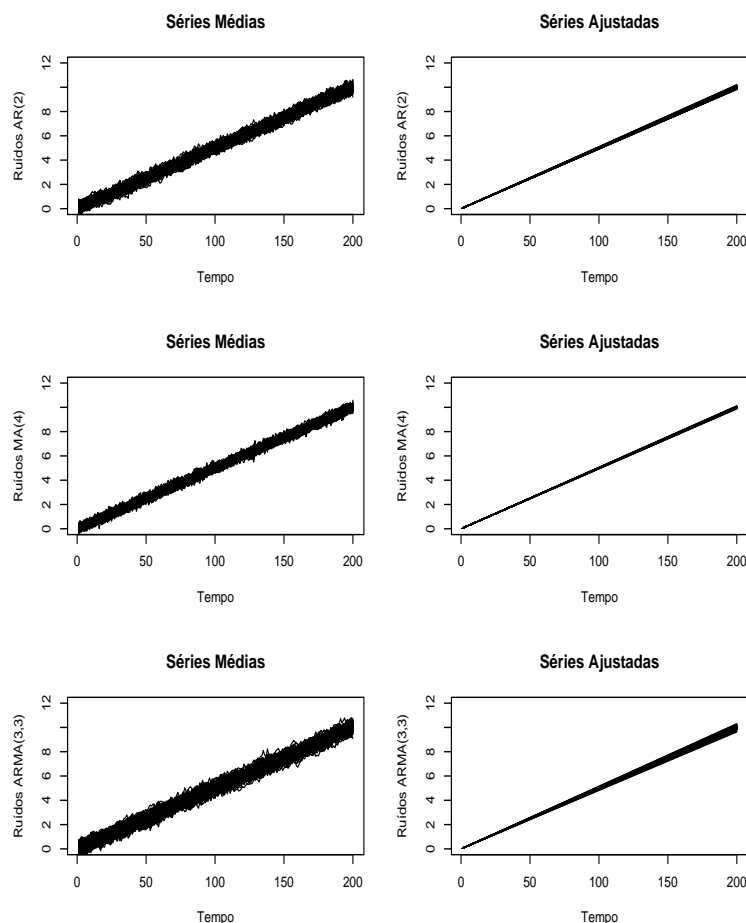 Séries Médias
Ruídos AR(2)
0 2 4 6 8 12
0 50 100 150 200
Tempo
Séries Ajustadas
Ruídos AR(2)
0 2 4 6 8 12
0 50 100 150 200
Tempo
Séries Médias
Ruídos MA(4)
0 2 4 6 8 12
0 50 100 150 200
Tempo
Séries Ajustadas
Ruídos MA(4)
0 2 4 6 8 12
0 50 100 150 200
Tempo
Séries Médias
Ruídos ARMA(3,3)
0 2 4 6 8 12
0 50 100 150 200
Tempo
Séries Ajustadas
Ruídos ARMA(3,3)
0 2 4 6 8 12
0 50 100 150 200
Tempo